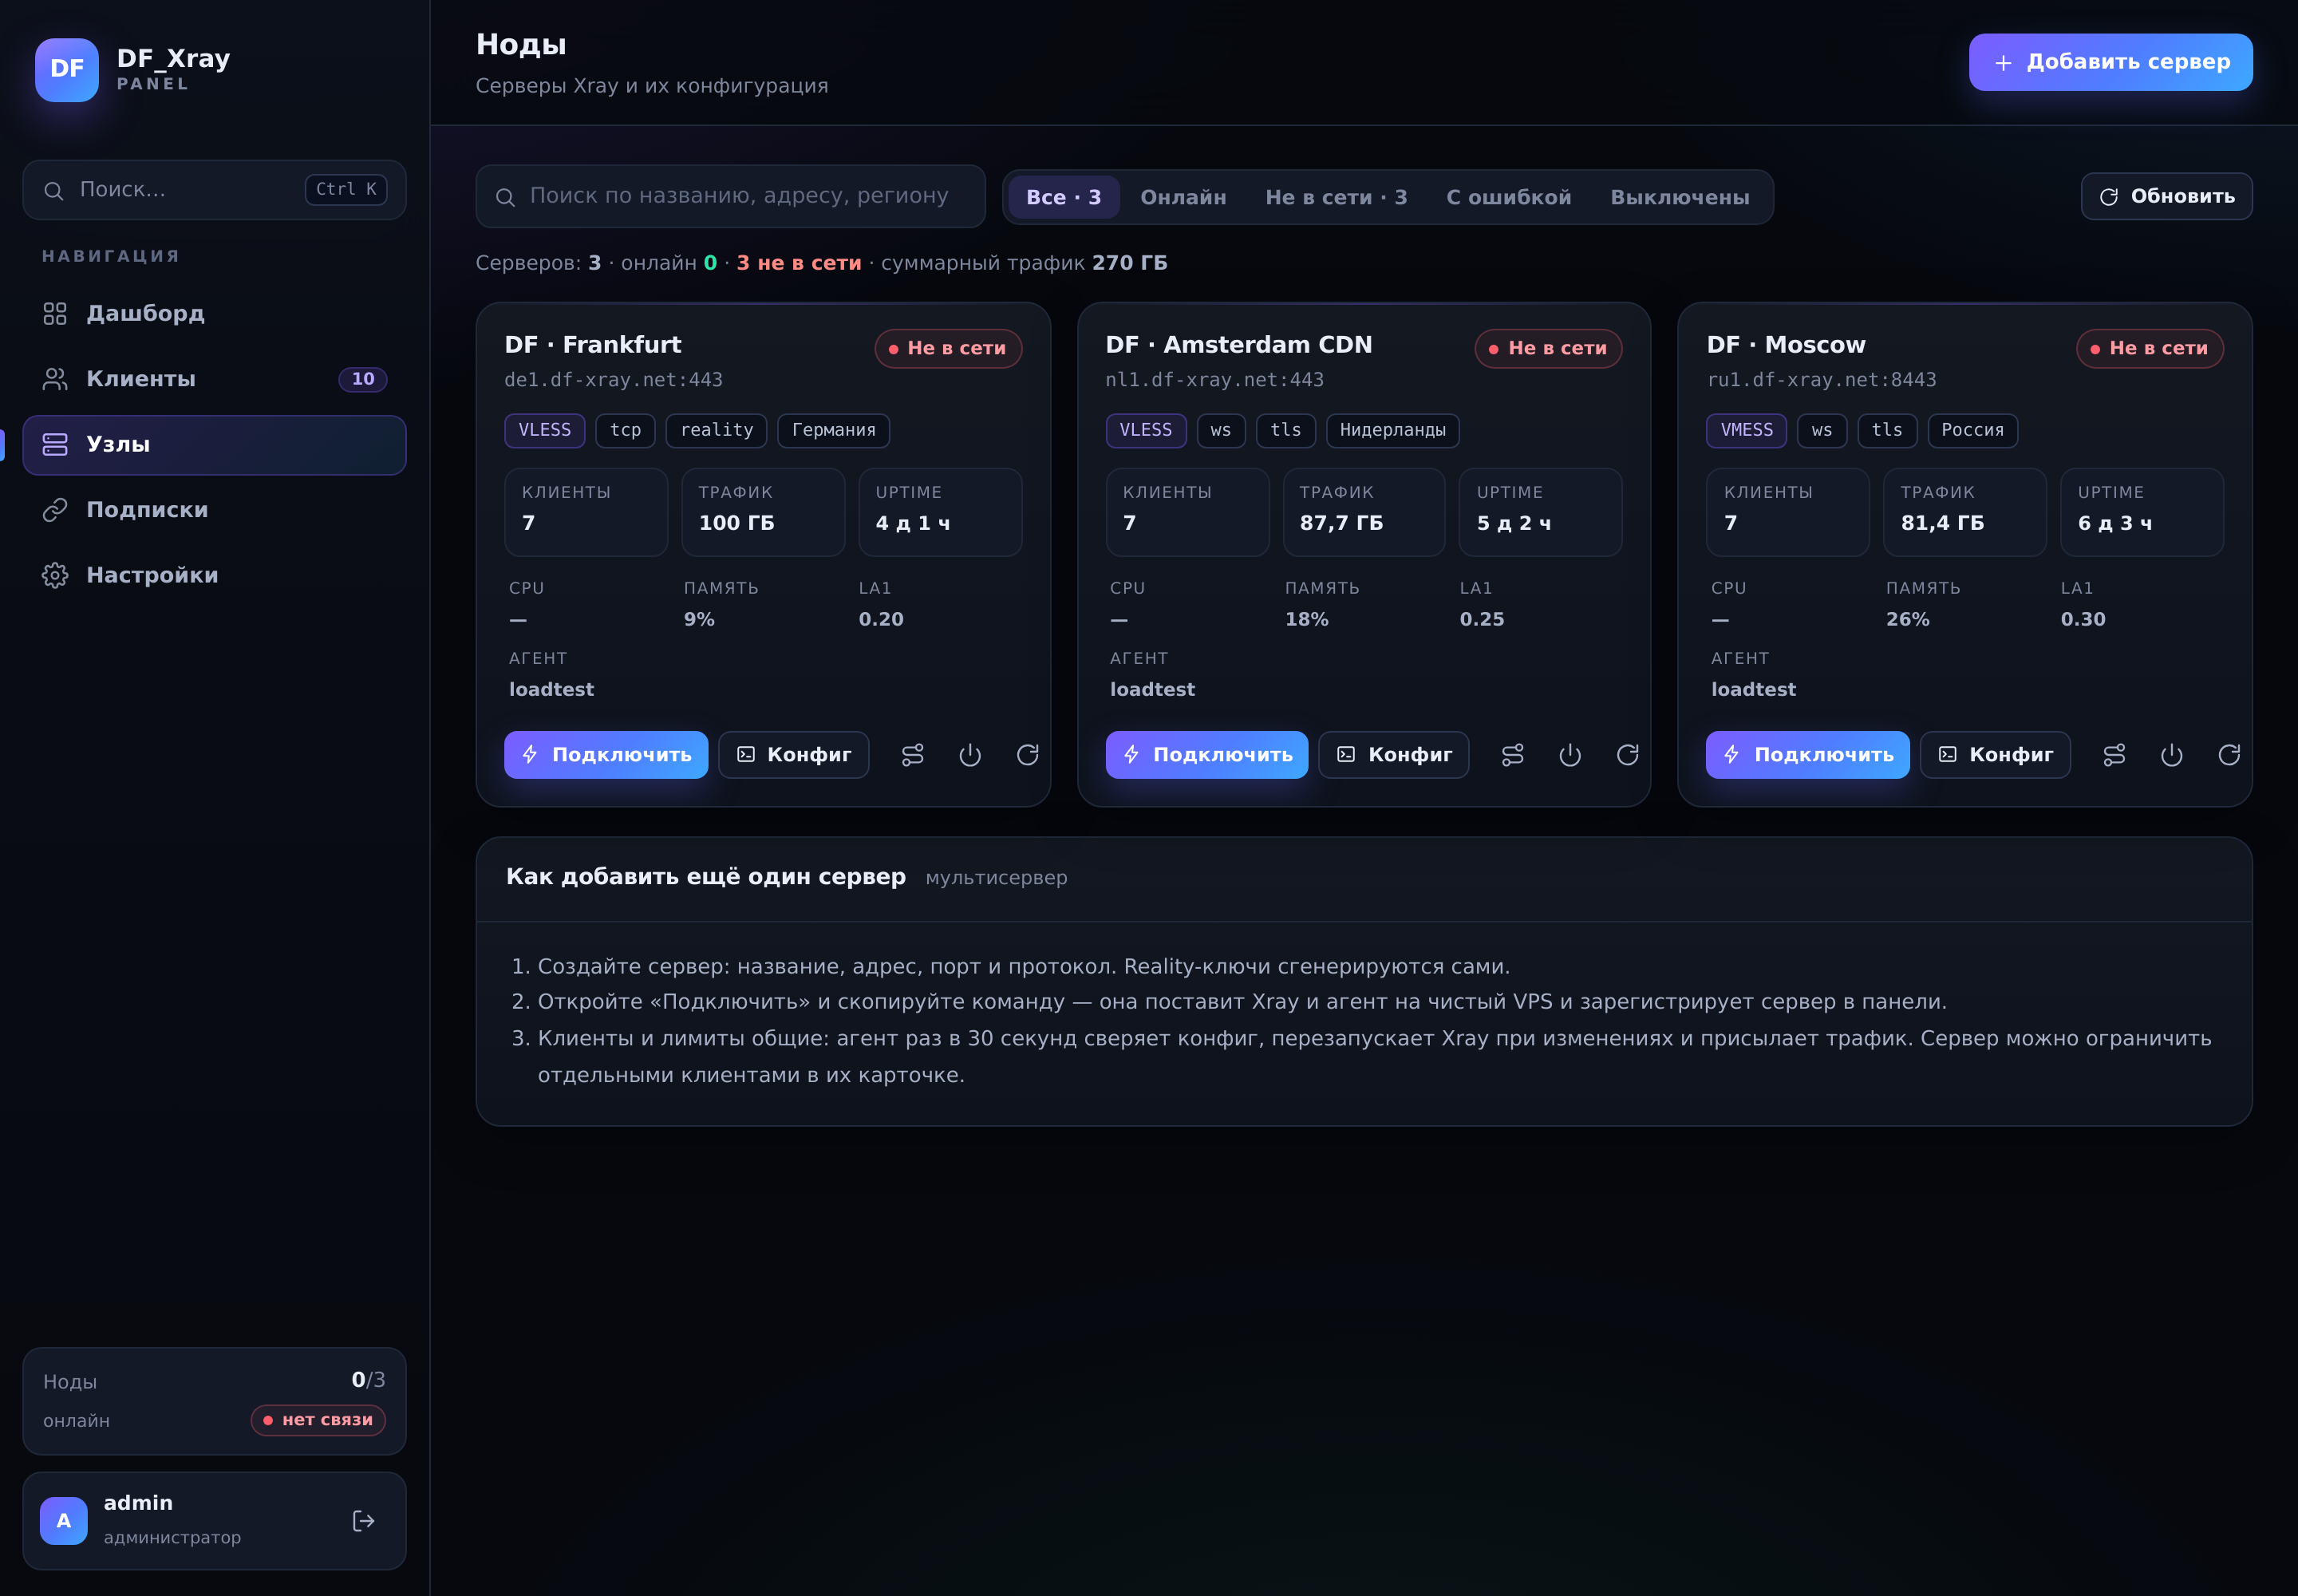 DF
DF_Xray
PANEL
Поиск...
Ctrl K
НАВИГАЦИЯ
Дашборд
Клиенты
10
Узлы
Подписки
Настройки
Ноды
0/3
онлайн
нет связи
A
admin
администратор
Ноды
Серверы Xray и их конфигурация
Добавить сервер
Поиск по названию, адресу, региону
Все · 3
Онлайн
Не в сети · 3
С ошибкой
Выключены
Обновить
Серверов: 3 · онлайн 0 · 3 не в сети · суммарный трафик 270 ГБ
DF · Frankfurt
Не в сети
de1.df-xray.net:443
VLESS
tcp
reality
Германия
КЛИЕНТЫ
7
ТРАФИК
100 ГБ
UPTIME
4 д 1 ч
CPU
—
ПАМЯТЬ
9%
LA1
0.20
АГЕНТ
loadtest
Подключить
Конфиг
DF · Amsterdam CDN
Не в сети
nl1.df-xray.net:443
VLESS
ws
tls
Нидерланды
КЛИЕНТЫ
7
ТРАФИК
87,7 ГБ
UPTIME
5 д 2 ч
CPU
—
ПАМЯТЬ
18%
LA1
0.25
АГЕНТ
loadtest
Подключить
Конфиг
DF · Moscow
Не в сети
ru1.df-xray.net:8443
VMESS
ws
tls
Россия
КЛИЕНТЫ
7
ТРАФИК
81,4 ГБ
UPTIME
6 д 3 ч
CPU
—
ПАМЯТЬ
26%
LA1
0.30
АГЕНТ
loadtest
Подключить
Конфиг
Как добавить ещё один сервер мультисервер
1. Создайте сервер: название, адрес, порт и протокол. Reality-ключи сгенерируются сами.
2. Откройте «Подключить» и скопируйте команду — она поставит Xray и агент на чистый VPS и зарегистрирует сервер в панели.
3. Клиенты и лимиты общие: агент раз в 30 секунд сверяет конфиг, перезапускает Xray при изменениях и присылает трафик. Сервер можно ограничить
отдельными клиентами в их карточке.